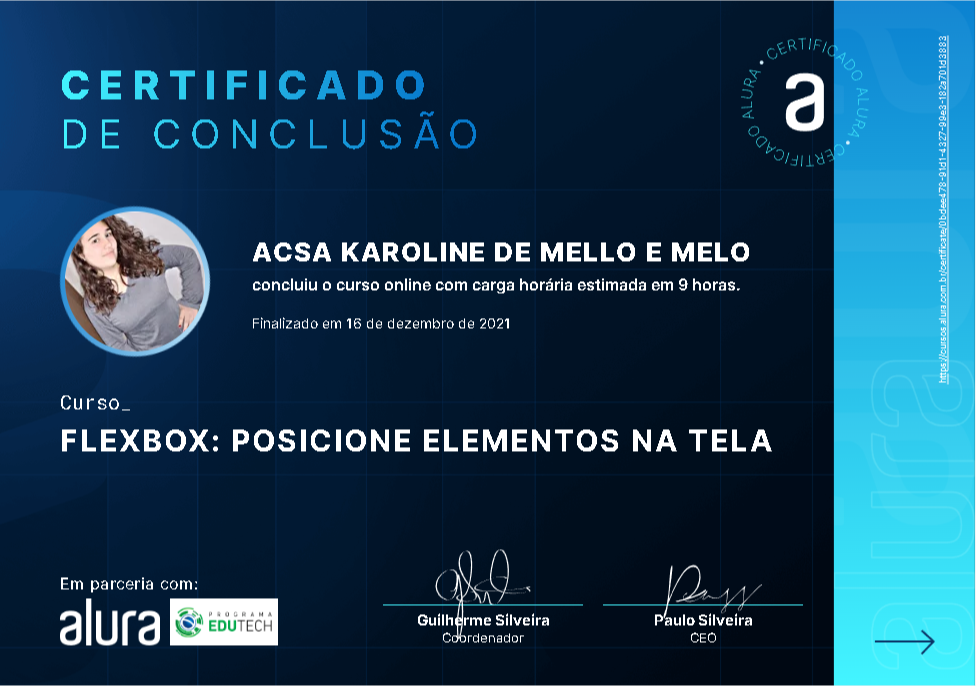 CERTIFICADO
DE CONCLUSÃO
CERTIFICADO ALURA • CERTIFICADO ALURA •
a
ACSA KAROLINE DE MELLO E MELO
concluiu o curso online com carga horária estimada em 9 horas.
Finalizado em 16 de dezembro de 2021
Curso_
FLEXBOX: POSICIONE ELEMENTOS NA TELA
Em parceria com:
alura
PROGRAMA
EDUTECH
Guilherme Silveira
Coordenador
Paulo Silveira
CEO
https://cursos.alura.com.br/certificate/0bdee478-91d1-4327-99e3-182a701d3883
alura